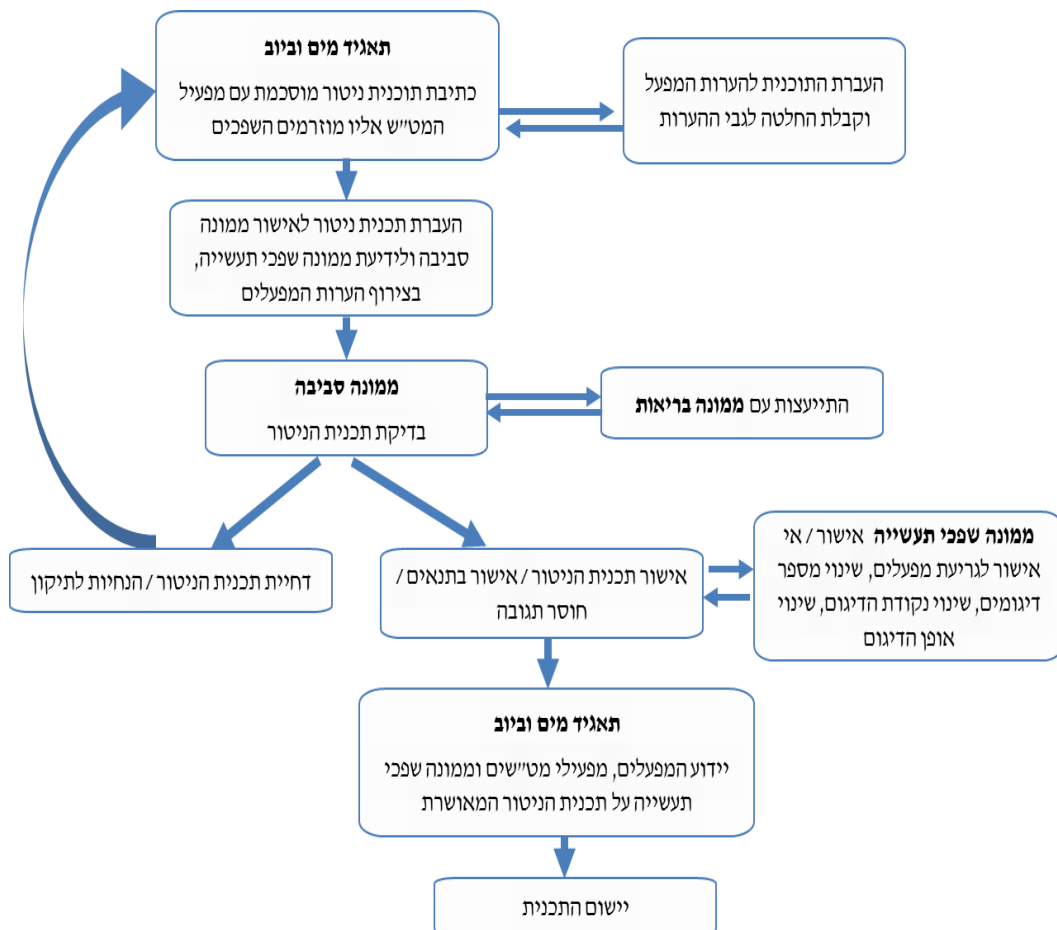 תאגיד מים וביוב
כתיבת תוכנית ניטור מוסכמת עם מפעיל
המט״ש אליו מוזרמים השפכים
העברת התוכנית להערות המפעל
וקבלת החלטה לגבי ההערות
העברת תכנית ניטור לאישור ממונה
סביבה ולידיעת ממונה שפכי תעשייה,
בצירוף הערות המפעלים
ממונה סביבה
בדיקת תכנית הניטור
התייעצות עם ממונה בריאות
ממונה שפכי תעשייה אישור / אי
אישור לגריעת מפעלים, שינוי מספר
דיגומים, שינוי נקודת הדיגום, שינוי
אופן הדיגום
אישור תכנית הניטור / אישור בתנאים /
חוסר תגובה
דחיית תכנית הניטור / הנחיות לתיקון
תאגיד מים וביוב
יידוע המפעלים, מפעילי מט״שים וממונה שפכי
תעשייה על תכנית הניטור המאושרת
יישום התכנית